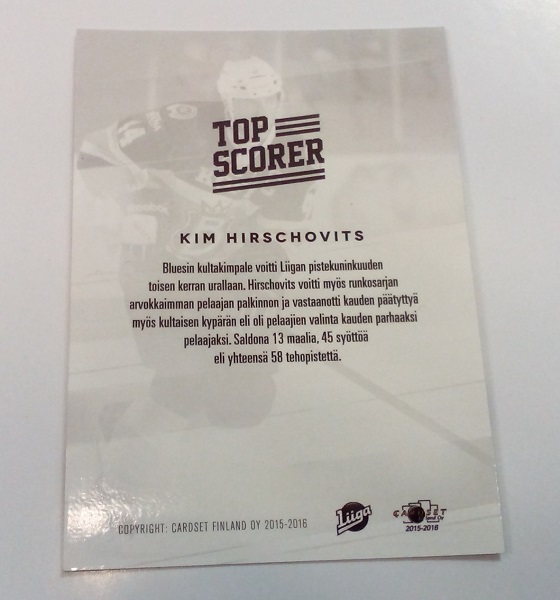 TOP
SCORER
KIM HIRSCHOVITS
Bluesin kultakimpale voitti Liigan pistekuninkuuden
toisen kerran urallaan. Hirschovits voitti myös runkosarjan
arvokkaimman pelaajan palkinnon ja vastaanotti kauden päätyttyä
myös kultaisen kypärän eli oli pelaajien valinta kauden parhaaksi
pelaajaksi. Saldona 13 maalia, 45 syöttöä
eli yhteensä 58 tehopistettä.
COPYRIGHT: CARDSET FINLAND OY 2015-2016
Liiga
CARDSET
2015-2016